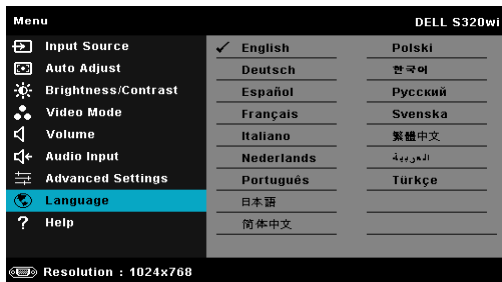 Menu DELL S320wi
Input Source
Auto Adjust
Brightness/Contrast
Video Mode
Volume
Audio Input
Advanced Settings
Language
Help
English
Deutsch
Español
Français
Italiano
Nederlands
Português
日本語
简体中文
Polski
한국어
Русский
Svenska
繁體中文
العربية
Türkçe
Resolution : 1024x768